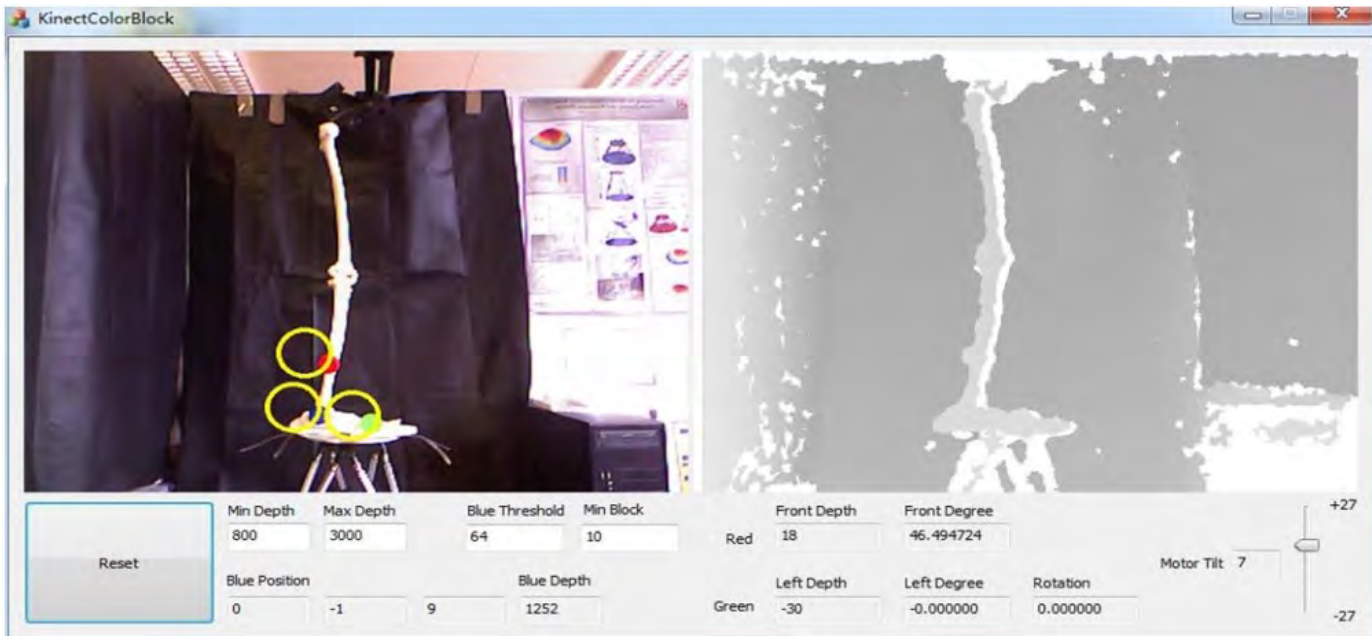 KinectColorBlock
Min Depth Max Depth Blue Threshold Min Block Front Depth Front Degree +27
800 3000 64 10 Red 18 46.494724
Reset Motor Tilt 7
Blue Position Blue Depth Left Depth Left Degree Rotation
0 -1 9 1252 Green -30 -0.000000 0.000000
-27